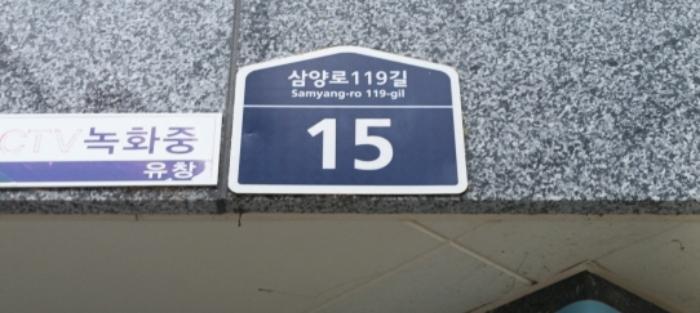 삼양로119길
Samyang-ro 119-gil
15
CTV녹화중
유창